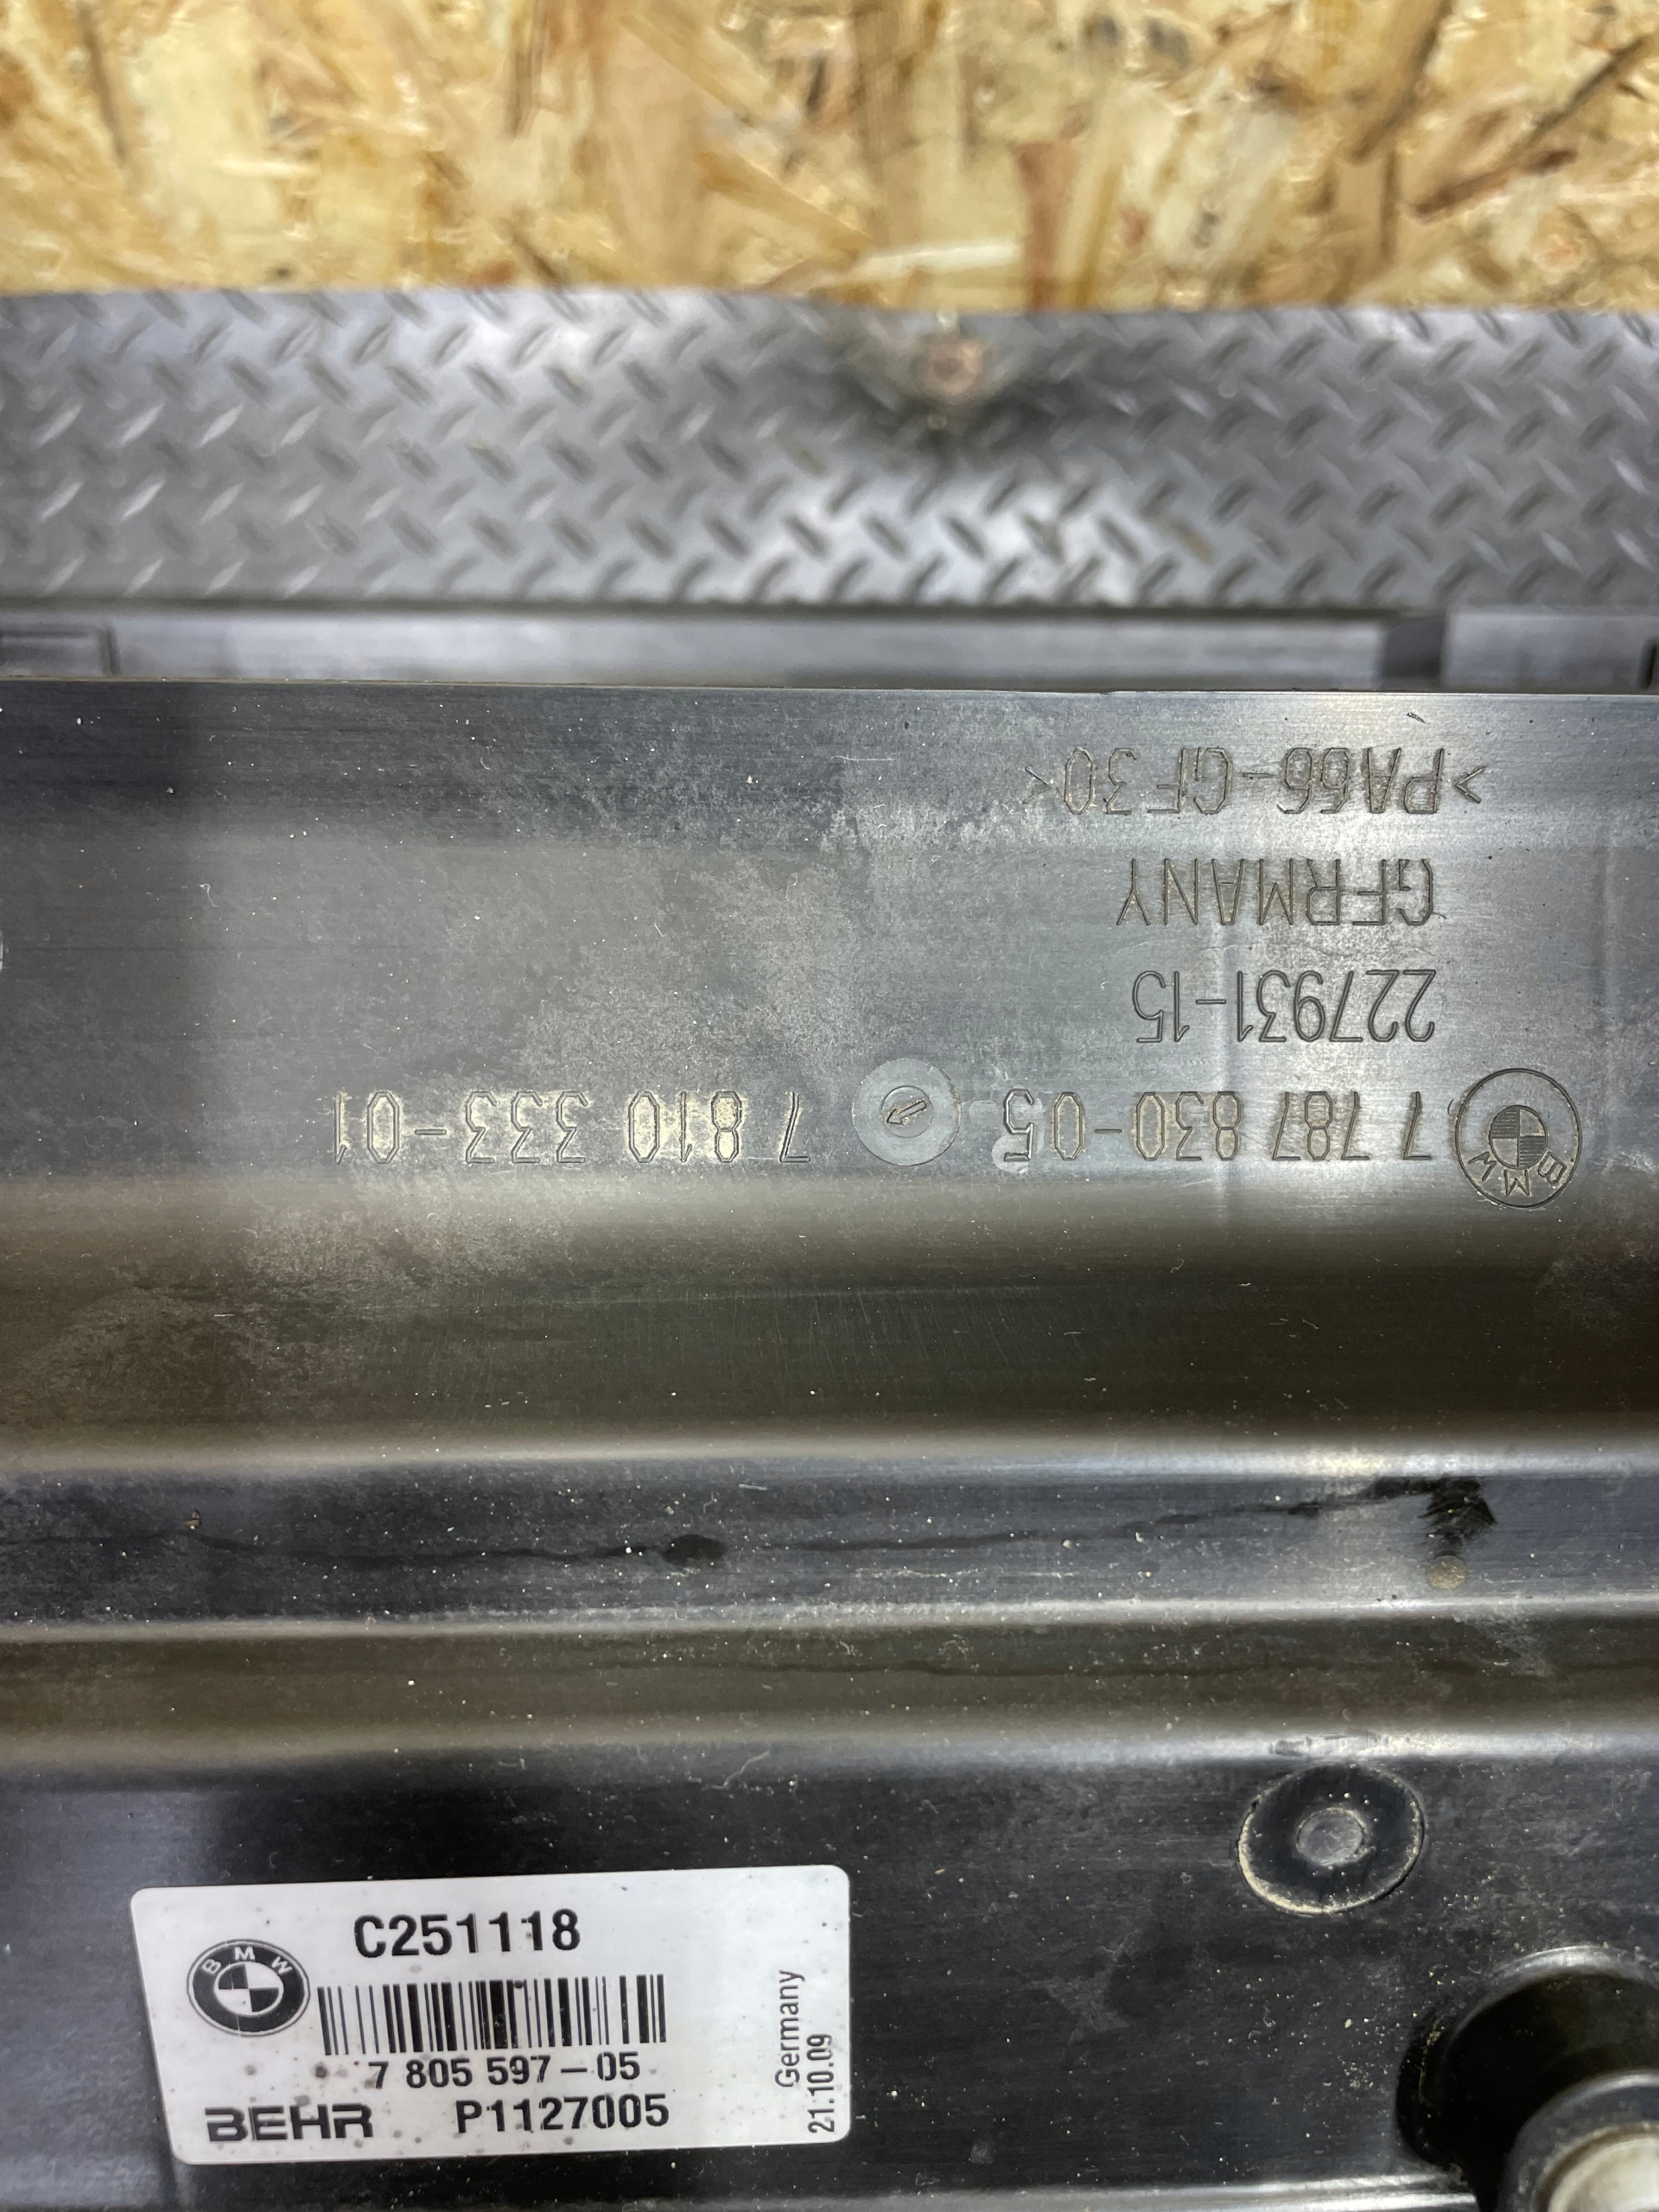 >PA66-GF30<
GERMANY
227931-15
BMW 7 787 830-05 7 810 333-01
C251118
BMW
7 805 597-05
BEHR P1127005
Germany
21.10.09